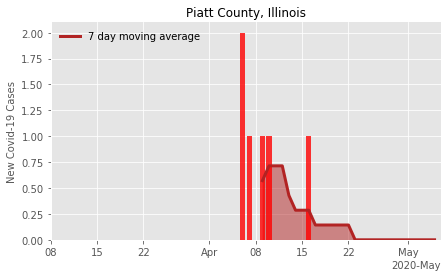 Piatt County, Illinois
7 day moving average
New Covid-19 Cases
2.00
1.75
1.50
1.25
1.00
0.75
0.50
0.25
0.00
08 15 22 Apr 08 15 22 May
2020-May